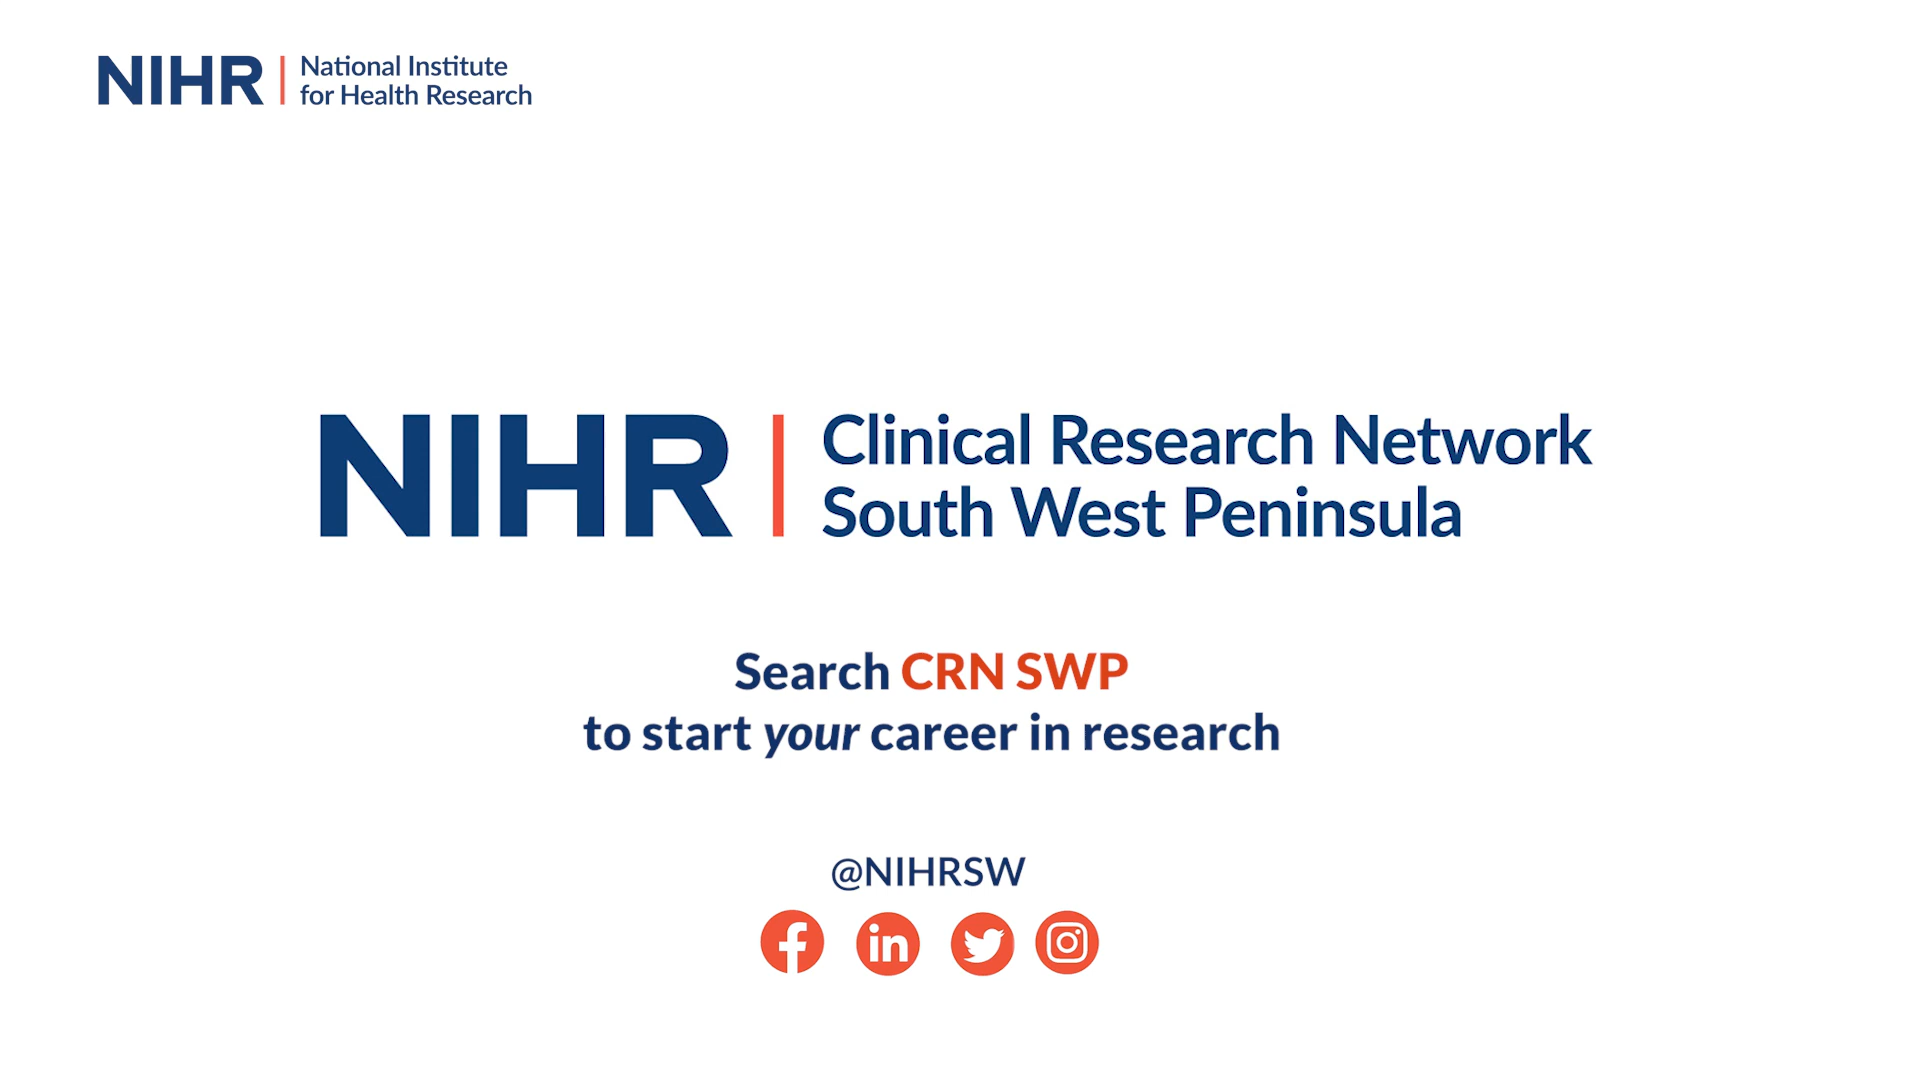 NIHR
National Institute
for Health Research
NIHR
Clinical Research Network
South West Peninsula
Search CRN SWP
to start your career in research
@NIHRSW
f in